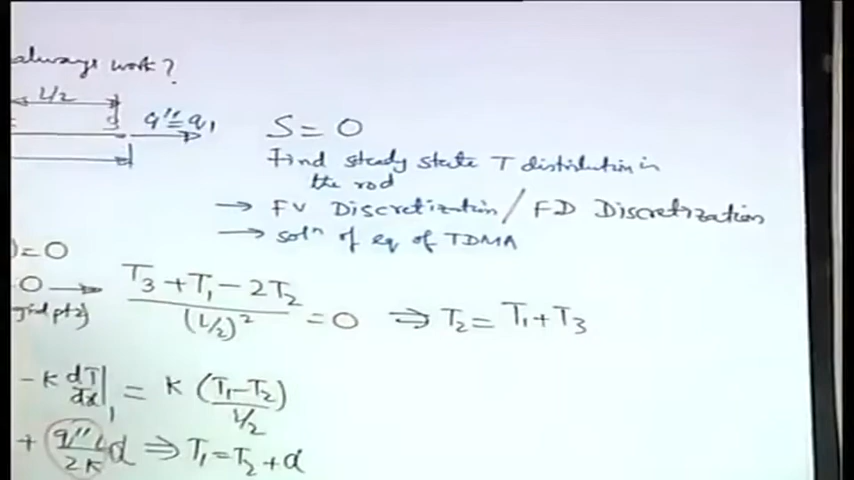 always work?
L/2
q''=q₁
S = 0
Find steady state T distribution in
the rod
→ FV Discretization / FD Discretization
→ solⁿ of eq of TDMA
)=0
0 → (T₃+T₁-2T₂)/(L/2)² = 0 ⇒ T₂ = T₁+T₃
grid pt 2)
-K dT/dx|₁ = K (T₁-T₂)/(L/2)
+ q''L/2K α ⇒ T₁=T₂+α